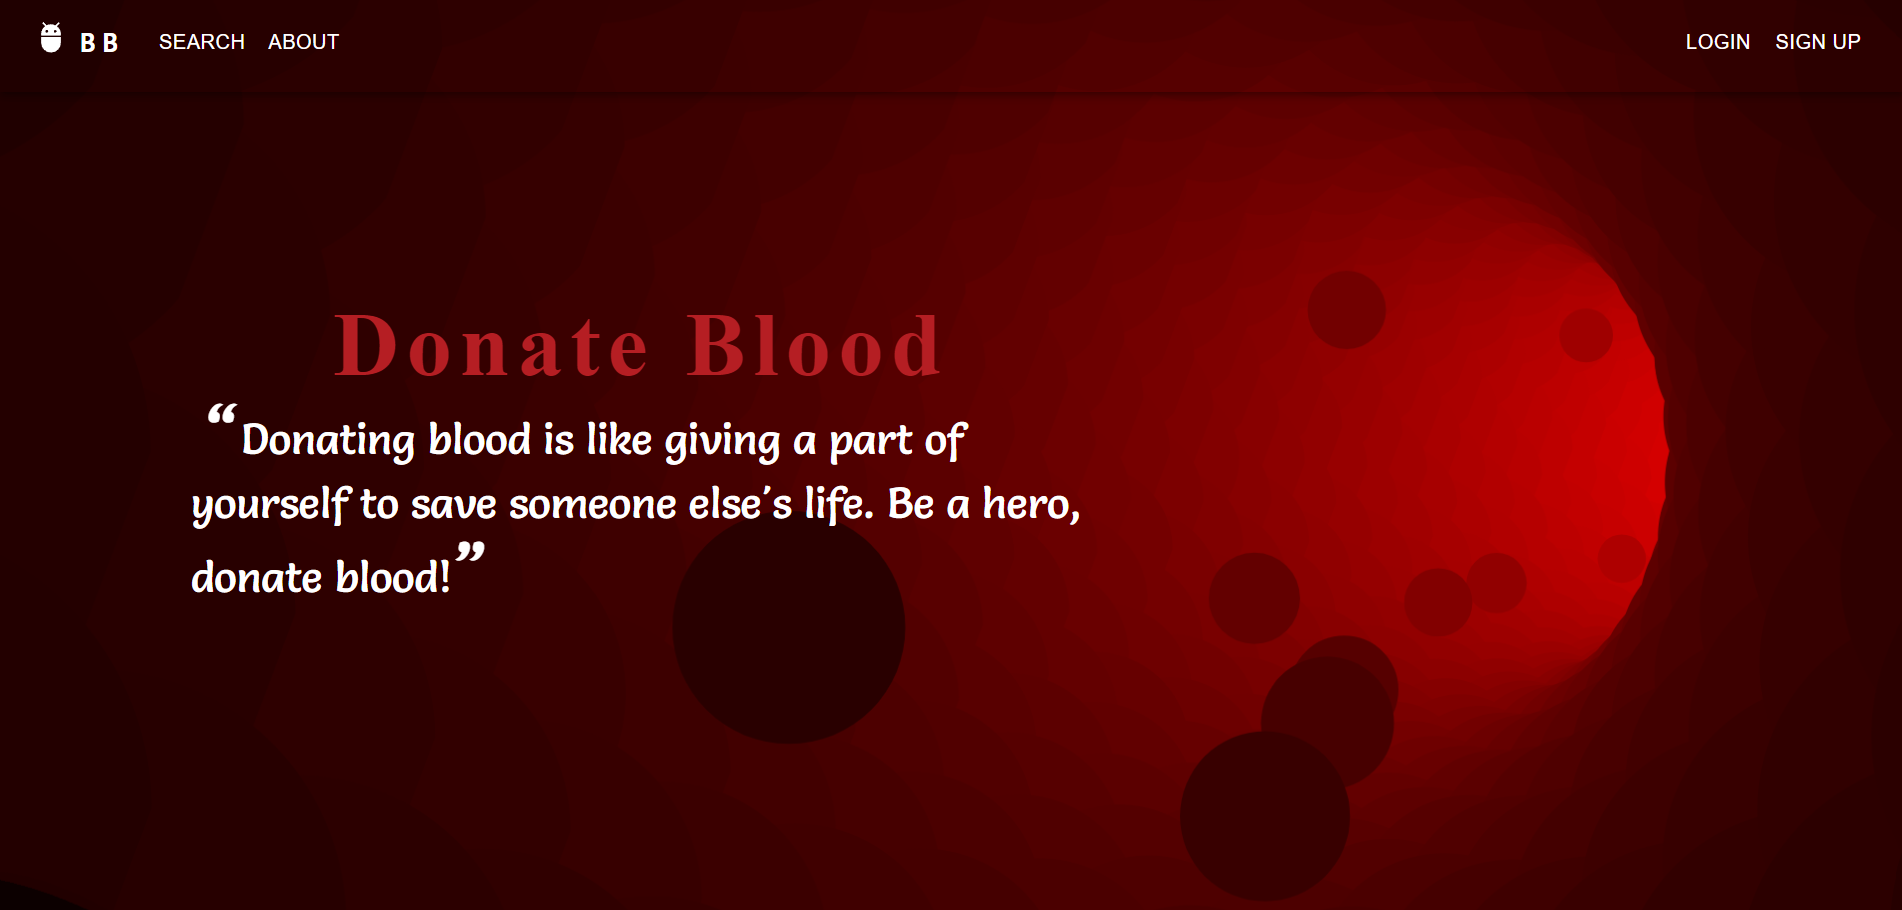 B B SEARCH ABOUT LOGIN SIGN UP
Donate Blood
“Donating blood is like giving a part of
yourself to save someone else's life. Be a hero,
donate blood!”